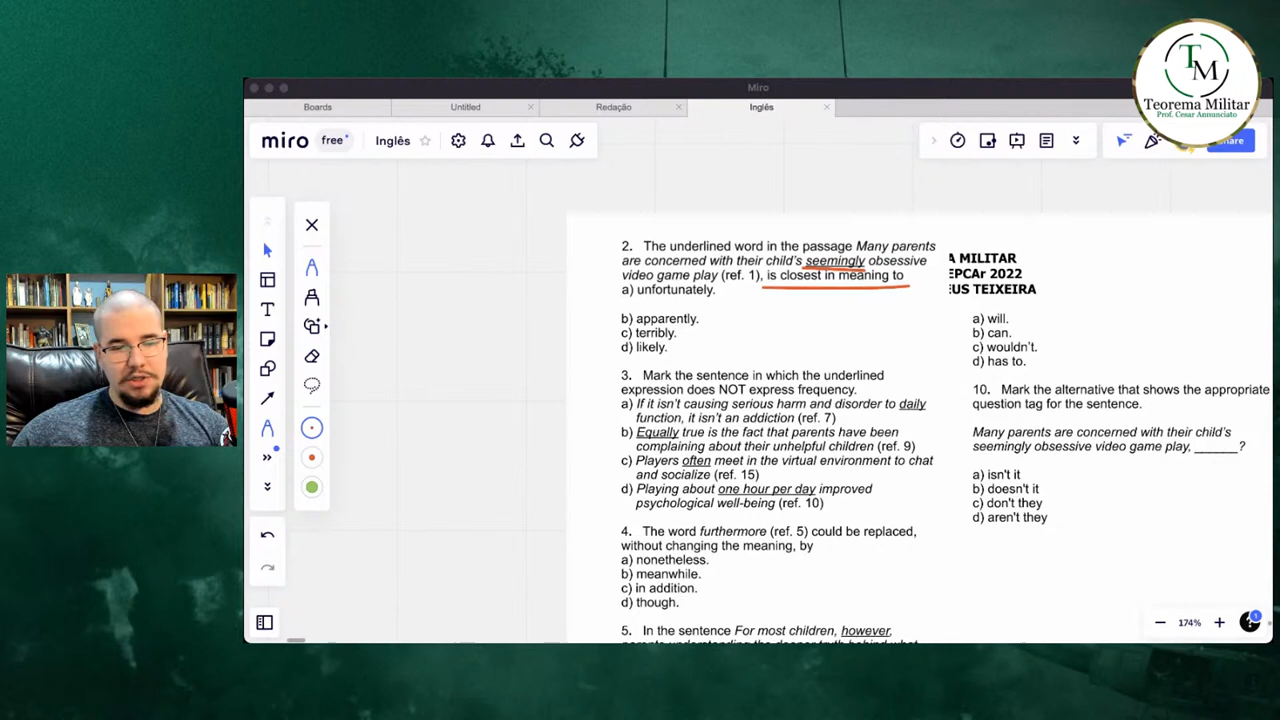 TM
Teorema Militar
Prof. Cesar Annunciato
Miro
Boards
Untitled
Redação
Inglês
miro
free
Inglês
Share
2. The underlined word in the passage Many parents
are concerned with their child's seemingly obsessive
video game play (ref. 1), is closest in meaning to
a) unfortunately.
b) apparently.
c) terribly.
d) likely.
3. Mark the sentence in which the underlined
expression does NOT express frequency.
a) If it isn't causing serious harm and disorder to daily
function, it isn't an addiction (ref. 7)
b) Equally true is the fact that parents have been
complaining about their unhelpful children (ref. 9)
c) Players often meet in the virtual environment to chat
and socialize (ref. 15)
d) Playing about one hour per day improved
psychological well-being (ref. 10)
4. The word furthermore (ref. 5) could be replaced,
without changing the meaning, by
a) nonetheless.
b) meanwhile.
c) in addition.
d) though.
5. In the sentence For most children, however,
parents understanding the deeper truth behind what
A MILITAR
EPCAr 2022
EUS TEIXEIRA
a) will.
b) can.
c) wouldn't.
d) has to.
10. Mark the alternative that shows the appropriate
question tag for the sentence.
Many parents are concerned with their child's
seemingly obsessive video game play, ______?
a) isn't it
b) doesn't it
c) don't they
d) aren't they
174%